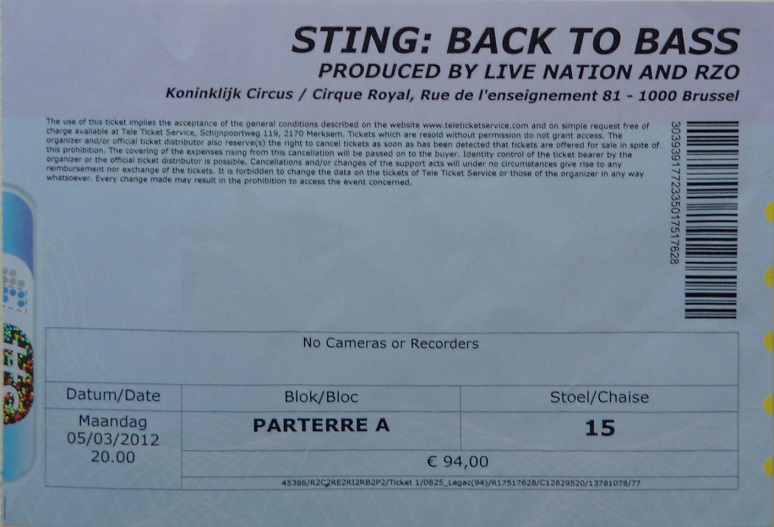 STING: BACK TO BASS
PRODUCED BY LIVE NATION AND RZO
Koninklijk Circus / Cirque Royal, Rue de l'enseignement 81 - 1000 Brussel
The use of this ticket implies the acceptance of the general conditions described on the website www.teleticketservice.com and on simple request free of
charge available at Tele Ticket Service, Schijnpoortweg 119, 2170 Merksem. Tickets which are resold without permission do not grant access. The
organizer and/or official ticket distributor also reserve(s) the right to cancel tickets as soon as has been detected that tickets are offered for sale in spite of
this prohibition. The covering of the expenses rising from this cancellation will be passed on to the buyer. Identity control of the ticket bearer by the
organizer or the official ticket distributor is possible. Cancellations and/or changes of the support acts will under no circumstances give rise to any
reimbursement nor exchange of the tickets. It is forbidden to change the data on the tickets of Tele Ticket Service or those of the organizer in any way
whatsoever. Every change made may result in the prohibition to access the event concerned.
No Cameras or Recorders
Datum/Date Blok/Bloc Stoel/Chaise
Maandag
05/03/2012
20.00
PARTERRE A 15
€ 94,00